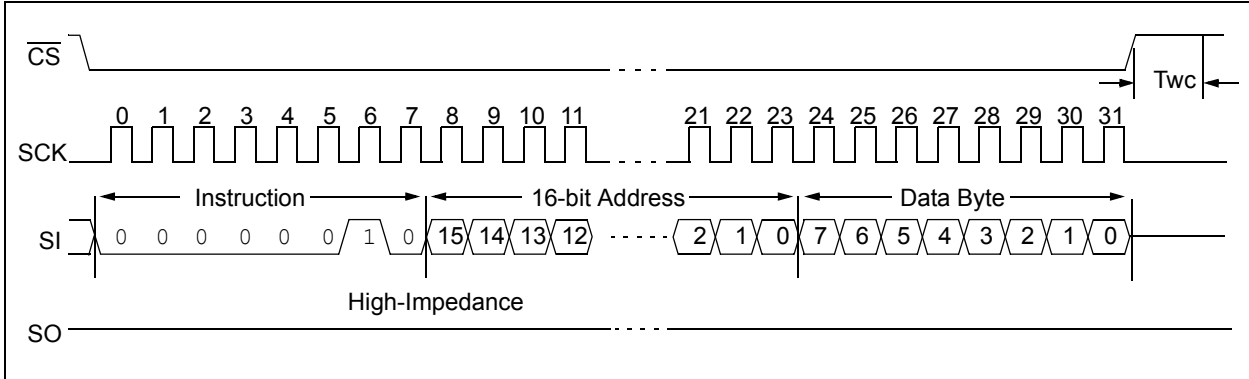 CS
Twc
0 1 2 3 4 5 6 7 8 9 10 11 21 22 23 24 25 26 27 28 29 30 31
SCK
Instruction 16-bit Address Data Byte
SI 0 0 0 0 0 0 1 0 15 14 13 12 2 1 0 7 6 5 4 3 2 1 0
High-Impedance
SO